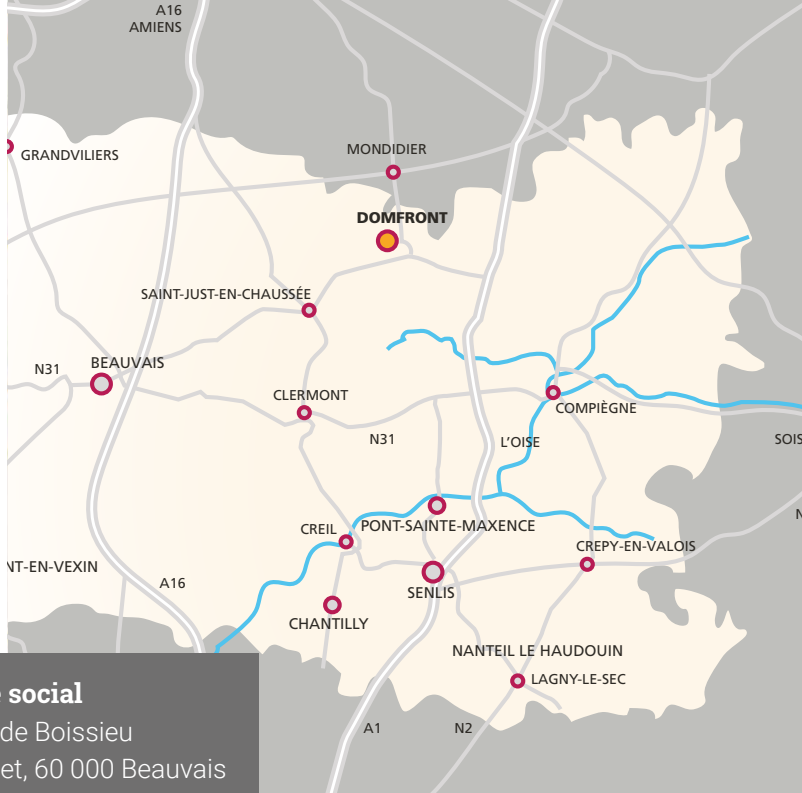 A16
AMIENS
GRANDVILIERS
MONDIDIER
DOMFRONT
SAINT-JUST-EN-CHAUSSÉE
N31
BEAUVAIS
CLERMONT
COMPIÈGNE
N31
L'OISE
SOIS
N
CREIL
PONT-SAINTE-MAXENCE
CREPY-EN-VALOIS
NT-EN-VEXIN
A16
SENLIS
CHANTILLY
NANTEIL LE HAUDOUIN
LAGNY-LE-SEC
A1
N2
e social
de Boissieu
et, 60 000 Beauvais